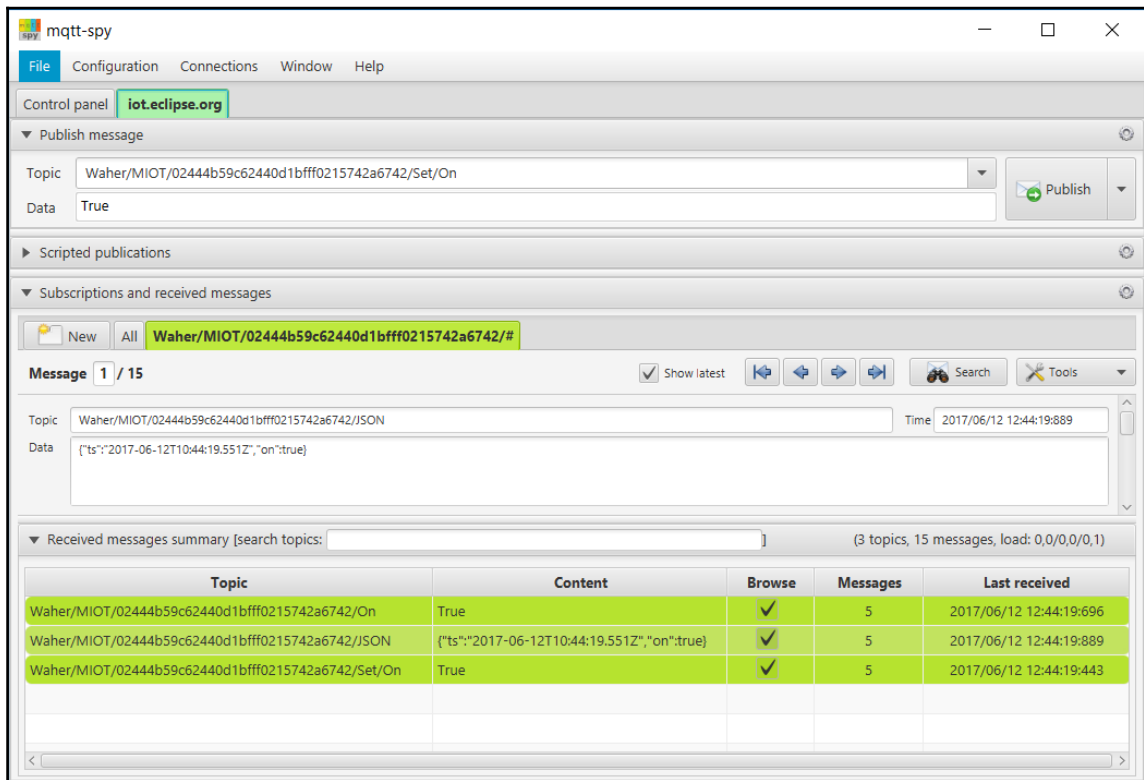 spy mqtt-spy
File Configuration Connections Window Help
Control panel iot.eclipse.org
Publish message
Topic Waher/MIOT/02444b59c62440d1bfff0215742a6742/Set/On
Publish
Data True
Scripted publications
Subscriptions and received messages
New All Waher/MIOT/02444b59c62440d1bfff0215742a6742/#
Message 1 / 15 Show latest Search Tools
Topic Waher/MIOT/02444b59c62440d1bfff0215742a6742/JSON Time 2017/06/12 12:44:19:889
Data {"ts":"2017-06-12T10:44:19.551Z","on":true}
Received messages summary [search topics: ] (3 topics, 15 messages, load: 0,0/0,0/0,1)
Topic Content Browse Messages Last received
Waher/MIOT/02444b59c62440d1bfff0215742a6742/On True 5 2017/06/12 12:44:19:696
Waher/MIOT/02444b59c62440d1bfff0215742a6742/JSON {"ts":"2017-06-12T10:44:19.551Z","on":true} 5 2017/06/12 12:44:19:889
Waher/MIOT/02444b59c62440d1bfff0215742a6742/Set/On True 5 2017/06/12 12:44:19:443